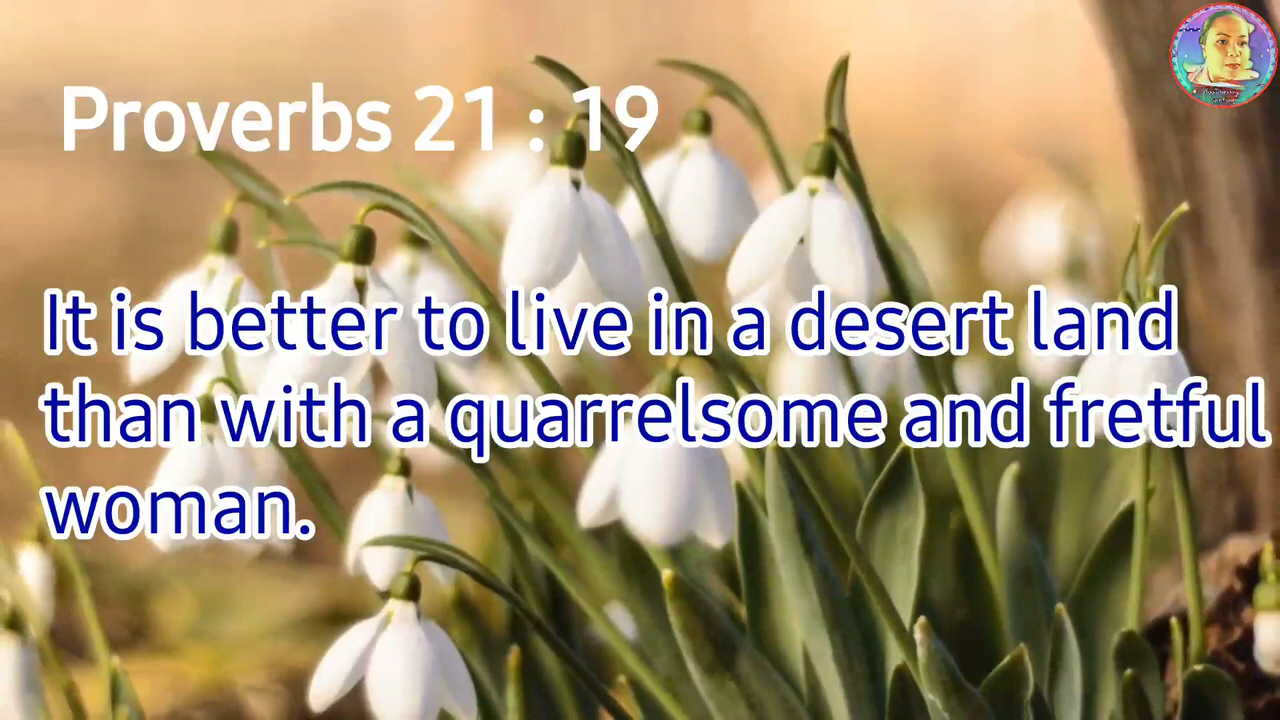 Proverbs 21 : 19
It is better to live in a desert land
than with a quarrelsome and fretful
woman.